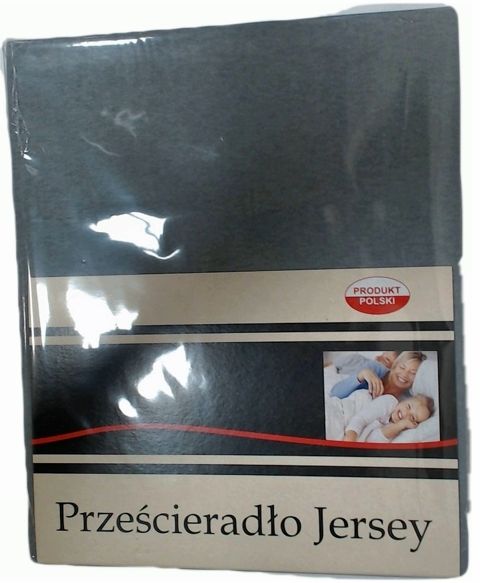 PRODUKT
POLSKI
Prześcieradło Jersey